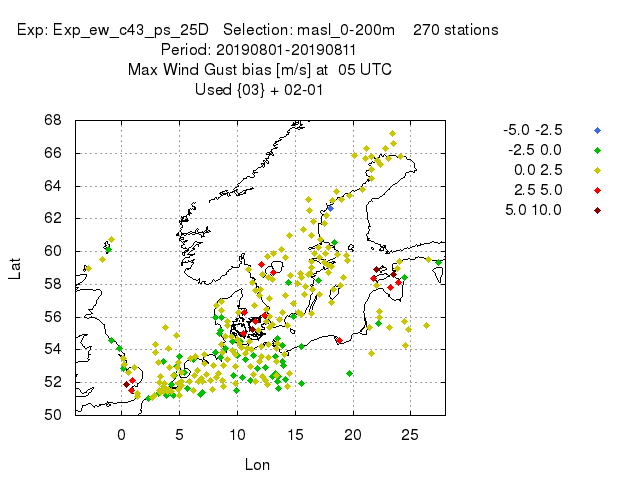 Exp: Exp_ew_c43_ps_25D   Selection: masl_0-200m    270 stations
Period: 20190801-20190811
Max Wind Gust bias [m/s] at  05 UTC
Used {03} + 02-01
68
66
64
62
60
58
56
54
52
50
Lat
0 5 10 15 20 25
Lon
-5.0 -2.5
-2.5 0.0
0.0 2.5
2.5 5.0
5.0 10.0